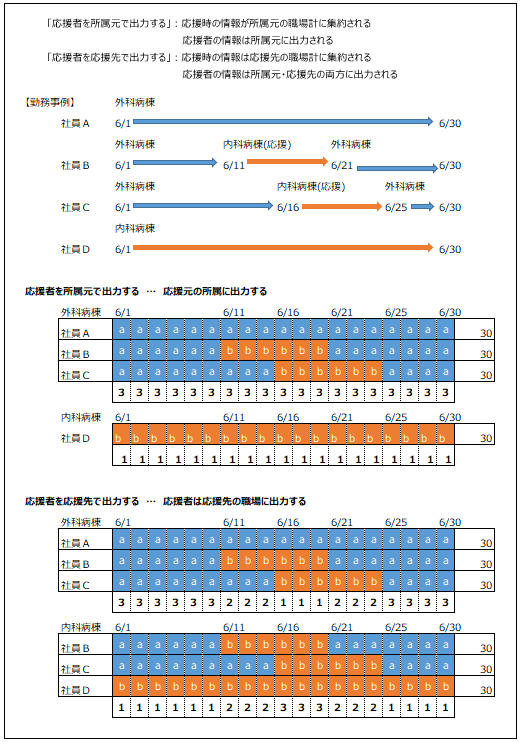 「応援者を所属元で出力する」: 応援時の情報が所属元の職場計に集約される
応援者の情報は所属元に出力される
「応援者を応援先で出力する」: 応援時の情報は応援先の職場計に集約される
応援者の情報は所属元・応援先の両方に出力される
【勤務事例】 外科病棟
社員A 6/1 6/30
外科病棟 内科病棟(応援) 外科病棟
社員B 6/1 6/11 6/21 6/30
外科病棟 内科病棟(応援) 外科病棟
社員C 6/1 6/16 6/25 6/30
内科病棟
社員D 6/1 6/30
応援者を所属元で出力する … 応援元の所属に出力する
外科病棟 6/1 6/11 6/16 6/21 6/25 6/30
社員A a a a a a a a a a a a a a a a a a a a 30
社員B a a a a a a b b b b b b a a a a a a a 30
社員C a a a a a a a a a b b b b b b a a a a 30
3 3 3 3 3 3 3 3 3 3 3 3 3 3 3 3 3 3 3
内科病棟 6/1 6/11 6/16 6/21 6/25 6/30
社員D b b b b b b b b b b b b b b b b b b b 30
1 1 1 1 1 1 1 1 1 1 1 1 1 1 1 1 1 1 1
応援者を応援先で出力する … 応援者は応援先の職場に出力する
外科病棟 6/1 6/11 6/16 6/21 6/25 6/30
社員A a a a a a a a a a a a a a a a a a a a 30
社員B a a a a a a b b b b b b a a a a a a a 30
社員C a a a a a a a a a b b b b b b a a a a 30
3 3 3 3 3 3 2 2 2 1 1 1 2 2 2 3 3 3 3
内科病棟 6/1 6/11 6/16 6/21 6/25 6/30
社員B a a a a a a b b b b b b a a a a a a a 30
社員C a a a a a a a a a b b b b b b a a a a 30
社員D b b b b b b b b b b b b b b b b b b b 30
1 1 1 1 1 1 2 2 2 3 3 3 2 2 2 1 1 1 1